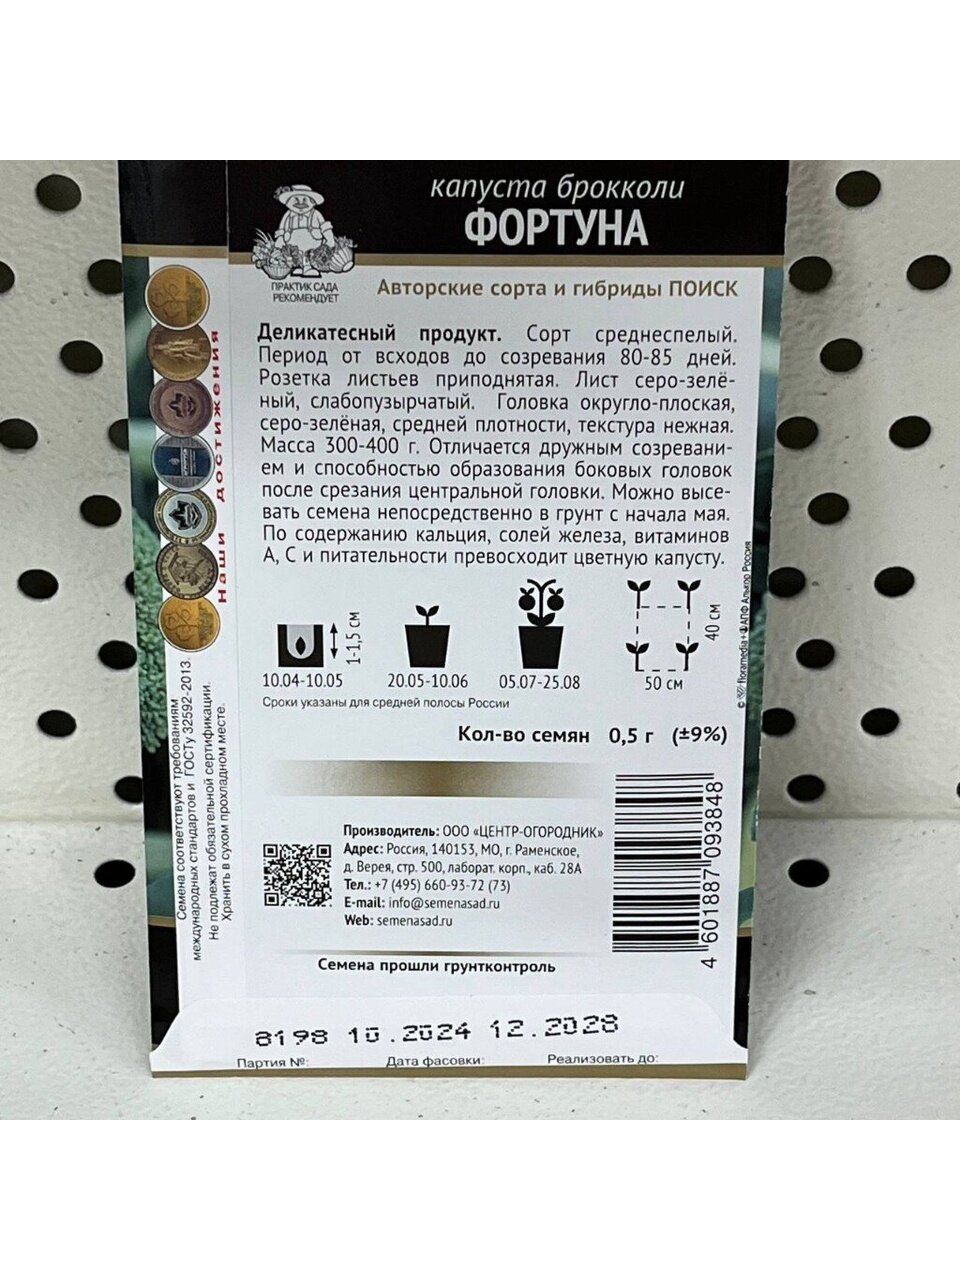 капуста брокколи
ФОРТУНА
ПРАКТИК САДА
РЕКОМЕНДУЕТ
Авторские сорта и гибриды ПОИСК
Деликатесный продукт. Сорт среднеспелый.
Период от всходов до созревания 80-85 дней.
Розетка листьев приподнятая. Лист серо-зелё-
ный, слабопузырчатый. Головка округло-плоская,
серо-зелёная, средней плотности, текстура нежная.
Масса 300-400 г. Отличается дружным созревани-
ем и способностью образования боковых головок
после срезания центральной головки. Можно высе-
вать семена непосредственно в грунт с начала мая.
По содержанию кальция, солей железа, витаминов
А, С и питательности превосходит цветную капусту.
Наши достижения
1-1,5 см
40 см
10.04-10.05
20.05-10.06
05.07-25.08
50 см
Сроки указаны для средней полосы России
© floramedia + © АПФ Алькор Россия
Кол-во семян 0,5 г (±9%)
Семена соответствуют требованиям
международных стандартов и ГОСТу 32592-2013.
Не подлежат обязательной сертификации.
Хранить в сухом прохладном месте.
Производитель: ООО «ЦЕНТР-ОГОРОДНИК»
Адрес: Россия, 140153, МО, г. Раменское,
д. Верея, стр. 500, лаборат. корп., каб. 28А
Тел.: +7 (495) 660-93-72 (73)
E-mail: info@semenasad.ru
Web: semenasad.ru
4 601887 093848
Семена прошли грунтконтроль
8198 10.2024 12.2028
Партия №: Дата фасовки: Реализовать до: